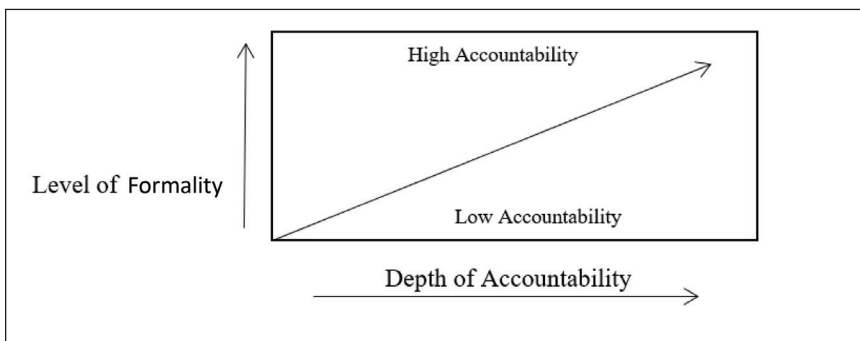 High Accountability
Level of Formality
Low Accountability
Depth of Accountability